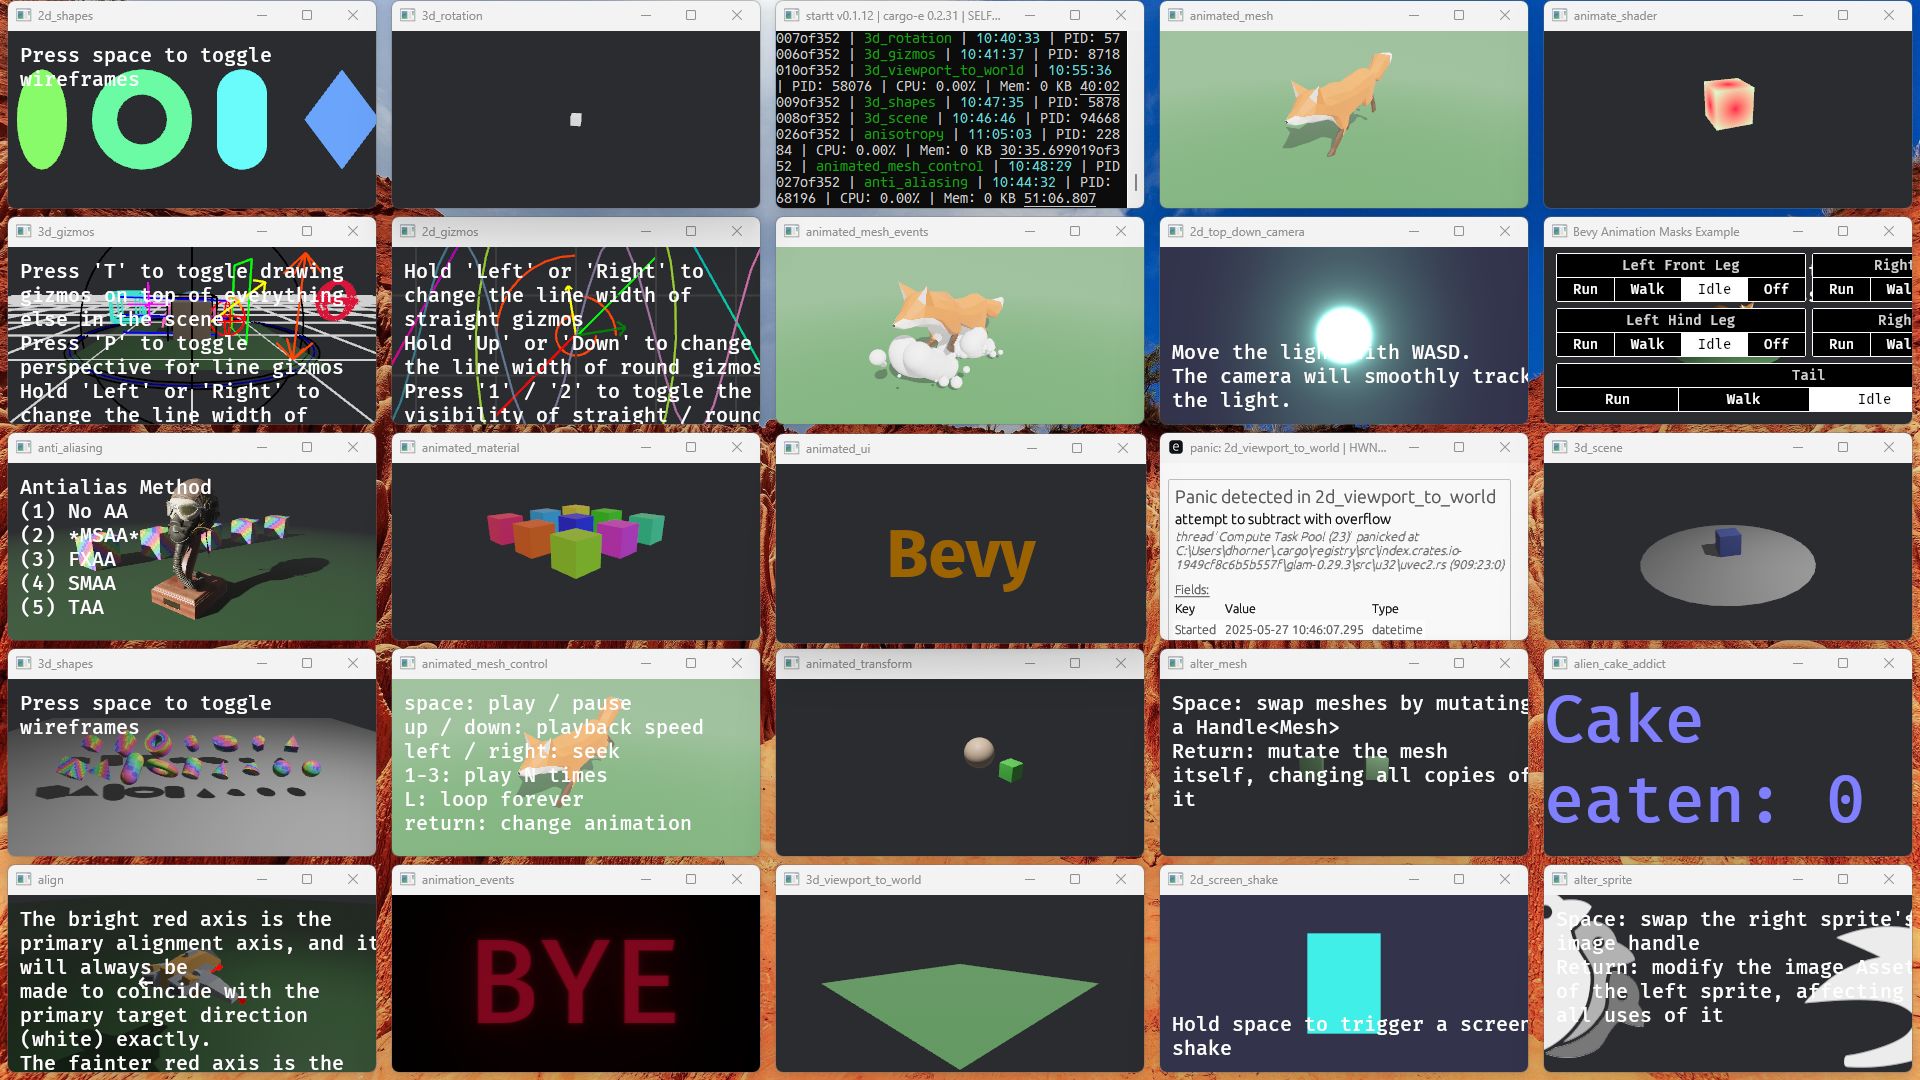 2d_shapes
Press space to toggle
wireframes
3d_rotation
startt v0.1.12 | cargo-e 0.2.31 | SELF...
007of352 | 3d_rotation | 10:40:33 | PID: 57
006of352 | 3d_gizmos | 10:41:37 | PID: 8718
010of352 | 3d_viewport_to_world | 10:55:36
| PID: 58076 | CPU: 0.00% | Mem: 0 KB 40:02
009of352 | 3d_shapes | 10:47:35 | PID: 5878
008of352 | 3d_scene | 10:46:46 | PID: 94668
026of352 | anisotropy | 11:05:03 | PID: 228
84 | CPU: 0.00% | Mem: 0 KB 30:35.699019of3
52 | animated_mesh_control | 10:48:29 | PID
027of352 | anti_aliasing | 10:44:32 | PID:
68196 | CPU: 0.00% | Mem: 0 KB 51:06.807
animated_mesh
animate_shader
3d_gizmos
Press 'T' to toggle drawing
gizmos on top of everything
else in the scene
Press 'P' to toggle
perspective for line gizmos
Hold 'Left' or 'Right' to
change the line width of
2d_gizmos
Hold 'Left' or 'Right' to
change the line width of
straight gizmos
Hold 'Up' or 'Down' to change
the line width of round gizmos
Press '1' / '2' to toggle the
visibility of straight / round
animated_mesh_events
2d_top_down_camera
Move the light with WASD.
The camera will smoothly track
the light.
Bevy Animation Masks Example
Left Front Leg
Right
Run Walk Idle Off
Run Wal
Left Hind Leg
Righ
Run Walk Idle Off
Run Wal
Tail
Run Walk Idle
anti_aliasing
Antialias Method
(1) No AA
(2) *MSAA*
(3) FXAA
(4) SMAA
(5) TAA
animated_material
animated_ui
Bevy
panic: 2d_viewport_to_world | HWN...
Panic detected in 2d_viewport_to_world
attempt to subtract with overflow
thread 'Compute Task Pool (23)' panicked at
C:\Users\dhorner\.cargo\registry\src\index.crates.io-
1949cf8c6b5b557f\glam-0.29.3\src\u32\uvec2.rs (909:23:0)
Fields:
Key Value Type
Started 2025-05-27 10:46:07.295 datetime
3d_scene
3d_shapes
Press space to toggle
wireframes
animated_mesh_control
space: play / pause
up / down: playback speed
left / right: seek
1-3: play N times
L: loop forever
return: change animation
animated_transform
alter_mesh
Space: swap meshes by mutating
a Handle<Mesh>
Return: mutate the mesh
itself, changing all copies of
it
alien_cake_addict
Cake
eaten: 0
align
The bright red axis is the
primary alignment axis, and it
will always be
made to coincide with the
primary target direction
(white) exactly.
The fainter red axis is the
animation_events
BYE
3d_viewport_to_world
2d_screen_shake
Hold space to trigger a screen
shake
alter_sprite
Space: swap the right sprite's
image handle
Return: modify the image Asset
of the left sprite, affecting
all uses of it